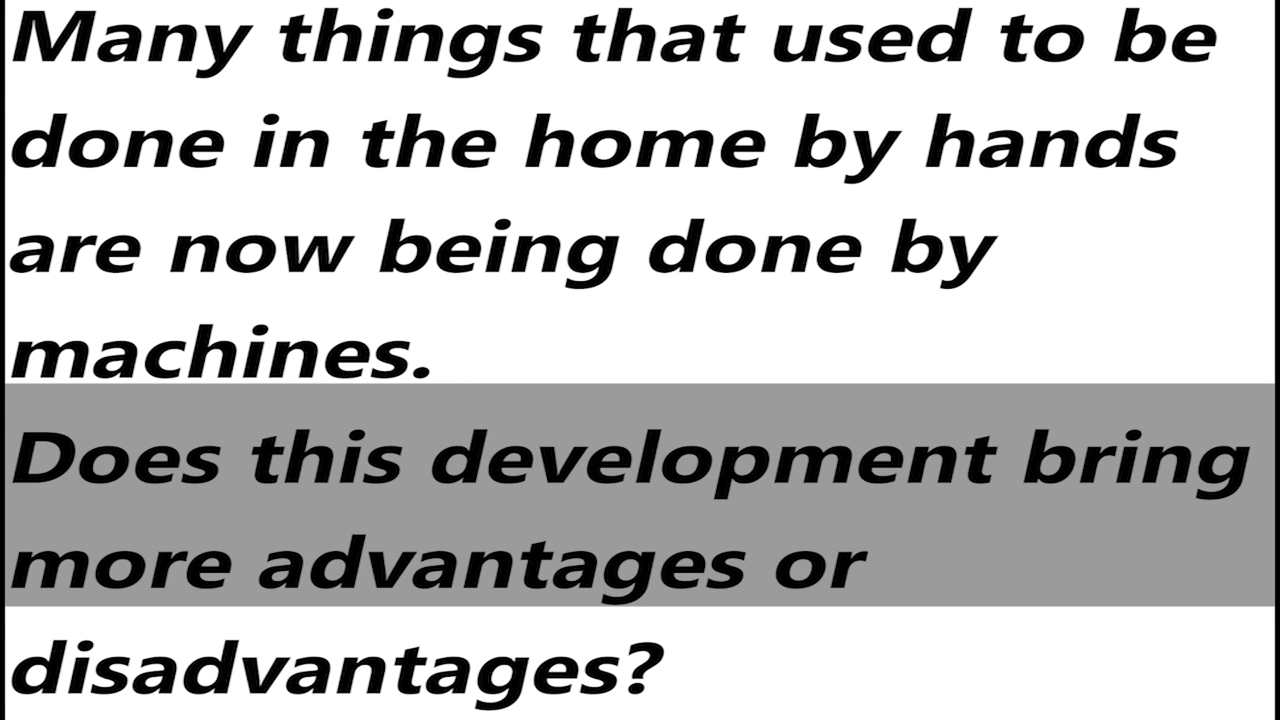 Many things that used to be
done in the home by hands
are now being done by
machines.
Does this development bring
more advantages or
disadvantages?